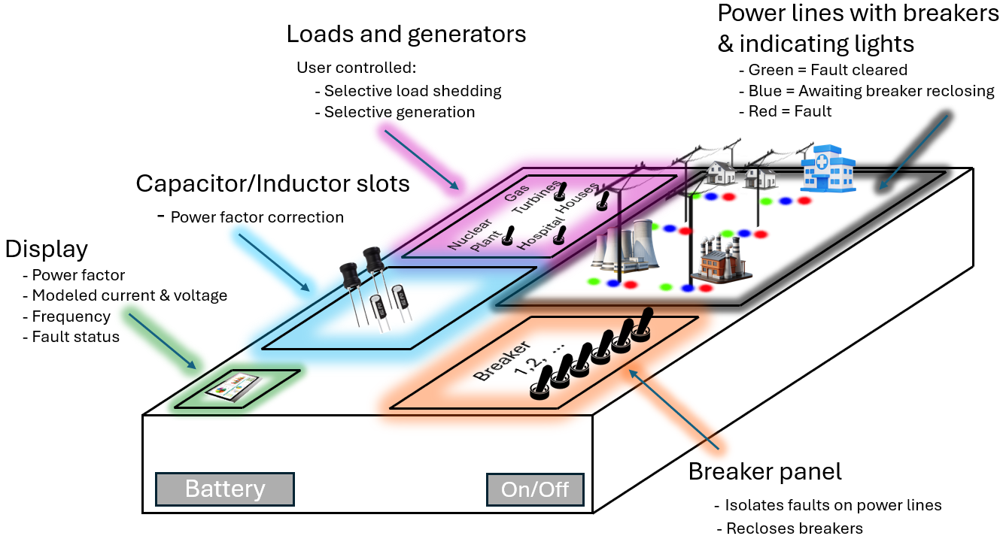 Power lines with breakers
& indicating lights
- Green = Fault cleared
- Blue = Awaiting breaker reclosing
- Red = Fault
Loads and generators
User controlled:
- Selective load shedding
- Selective generation
Capacitor/Inductor slots
- Power factor correction
Display
- Power factor
- Modeled current & voltage
- Frequency
- Fault status
Gas
Turbines
Houses
Nuclear
Plant
Hospital
Breaker
1,2, ...
Battery
On/Off
Breaker panel
- Isolates faults on power lines
- Recloses breakers